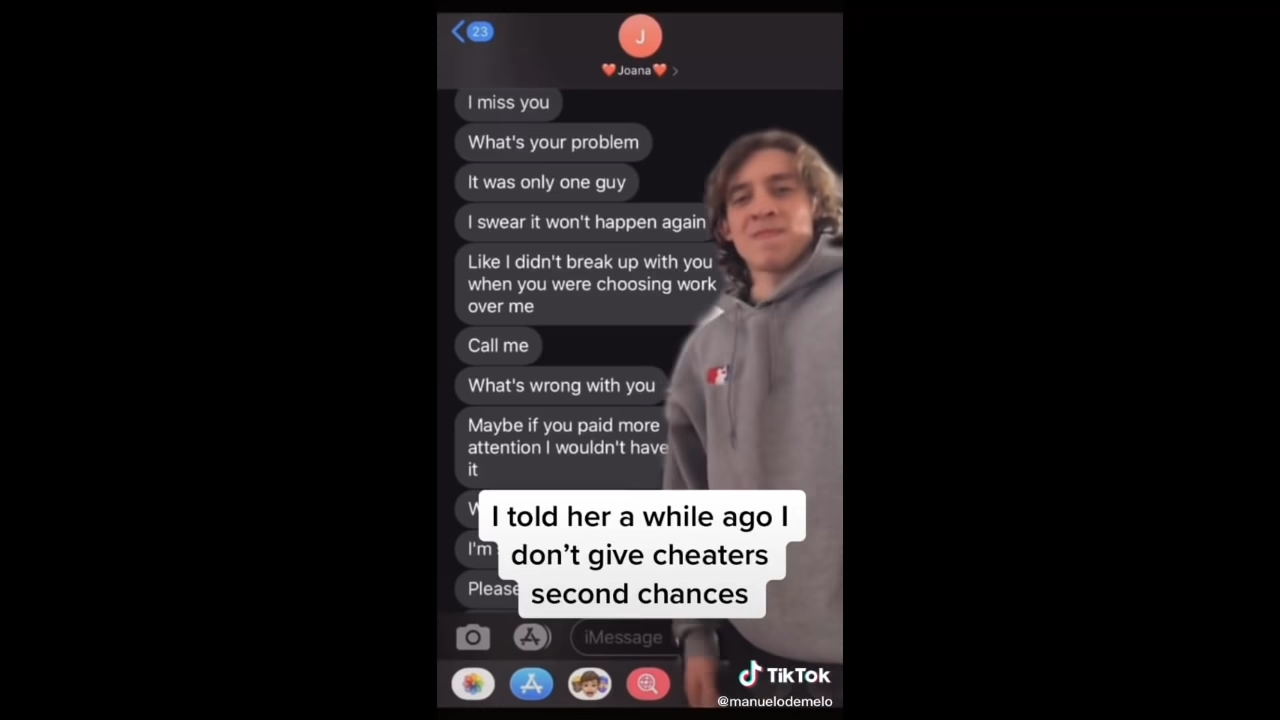 23
J
❤️Joana❤️
I miss you
What's your problem
It was only one guy
I swear it won't happen again
Like I didn't break up with you
when you were choosing work
over me
Call me
What's wrong with you
Maybe if you paid more
attention I wouldn't have
it
I'm
Please
I told her a while ago I
don't give cheaters
second chances
iMessage
TikTok
@manuelodemelo